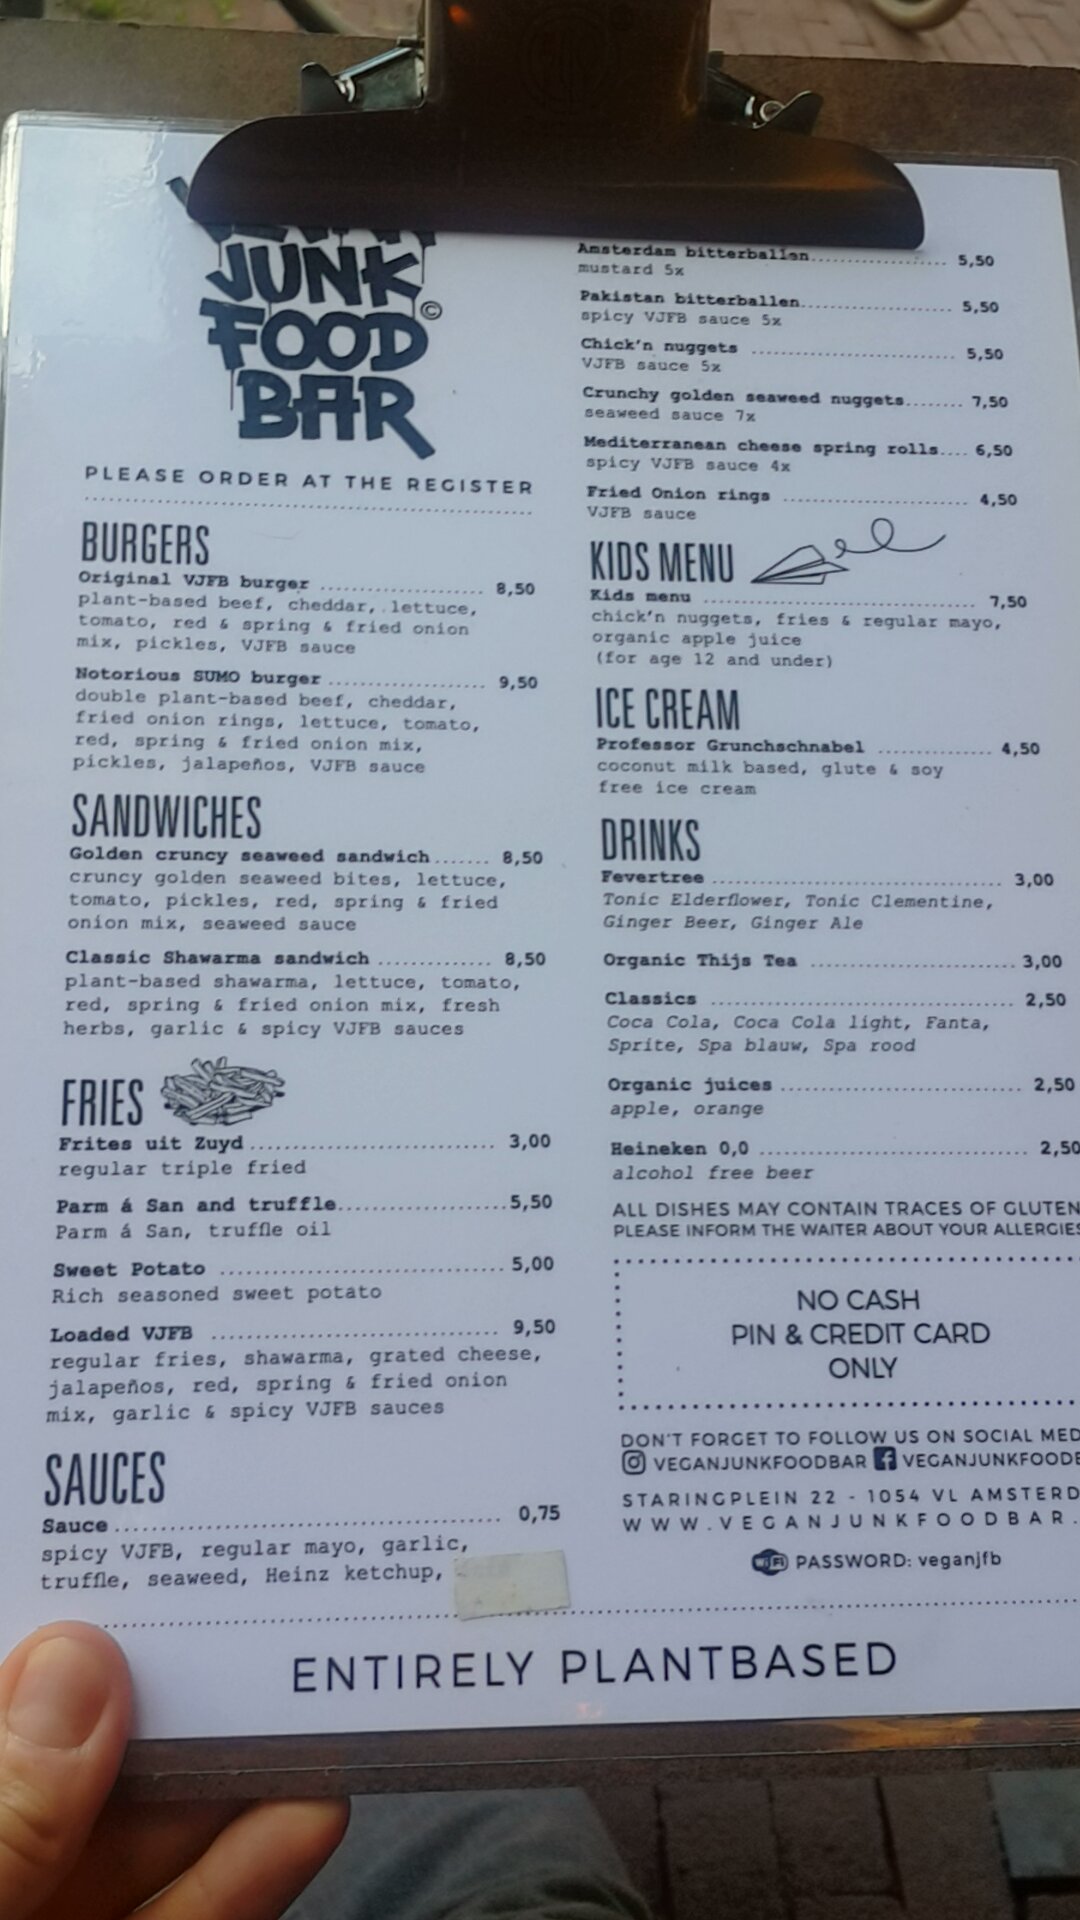 JUNK
FOOD ©
BAR
PLEASE ORDER AT THE REGISTER
BURGERS
Original VJFB burger .................. 8,50
plant-based beef, cheddar, lettuce,
tomato, red & spring & fried onion
mix, pickles, VJFB sauce
Notorious SUMO burger ................. 9,50
double plant-based beef, cheddar,
fried onion rings, lettuce, tomato,
red, spring & fried onion mix,
pickles, jalapeños, VJFB sauce
SANDWICHES
Golden cruncy seaweed sandwich....... 8,50
cruncy golden seaweed bites, lettuce,
tomato, pickles, red, spring & fried
onion mix, seaweed sauce
Classic Shawarma sandwich .............. 8,50
plant-based shawarma, lettuce, tomato,
red, spring & fried onion mix, fresh
herbs, garlic & spicy VJFB sauces
FRIES
Frites uit Zuyd.............................. 3,00
regular triple fried
Parm á San and truffle.....................5,50
Parm á San, truffle oil
Sweet Potato ................................. 5,00
Rich seasoned sweet potato
Loaded VJFB ................................. 9,50
regular fries, shawarma, grated cheese,
jalapeños, red, spring & fried onion
mix, garlic & spicy VJFB sauces
SAUCES
Sauce.......................................... 0,75
spicy VJFB, regular mayo, garlic,
truffle, seaweed, Heinz ketchup,
Amsterdam bitterballen................. 5,50
mustard 5x
Pakistan bitterballen................... 5,50
spicy VJFB sauce 5x
Chick'n nuggets ......................... 5,50
VJFB sauce 5x
Crunchy golden seaweed nuggets........ 7,50
seaweed sauce 7x
Mediterranean cheese spring rolls.... 6,50
spicy VJFB sauce 4x
Fried Onion rings ....................... 4,50
VJFB sauce
KIDS MENU
Kids menu ................................... 7,50
chick'n nuggets, fries & regular mayo,
organic apple juice
(for age 12 and under)
ICE CREAM
Professor Grunchschnabel .............. 4,50
coconut milk based, glute & soy
free ice cream
DRINKS
Fevertree..................................... 3,00
Tonic Elderflower, Tonic Clementine,
Ginger Beer, Ginger Ale
Organic Thijs Tea .........................3,00
Classics ......................................2,50
Coca Cola, Coca Cola light, Fanta,
Sprite, Spa blauw, Spa rood
Organic juices .............................. 2,50
apple, orange
Heineken 0,0 ................................. 2,50
alcohol free beer
ALL DISHES MAY CONTAIN TRACES OF GLUTEN
PLEASE INFORM THE WAITER ABOUT YOUR ALLERGIES
NO CASH
PIN & CREDIT CARD
ONLY
DON'T FORGET TO FOLLOW US ON SOCIAL MED
VEGANJUNKFOODBAR VEGANJUNKFOODB
STARINGPLEIN 22 - 1054 VL AMSTERD
WWW.VEGANJUNKFOODBAR.
WiFi PASSWORD: veganjfb
ENTIRELY PLANTBASED